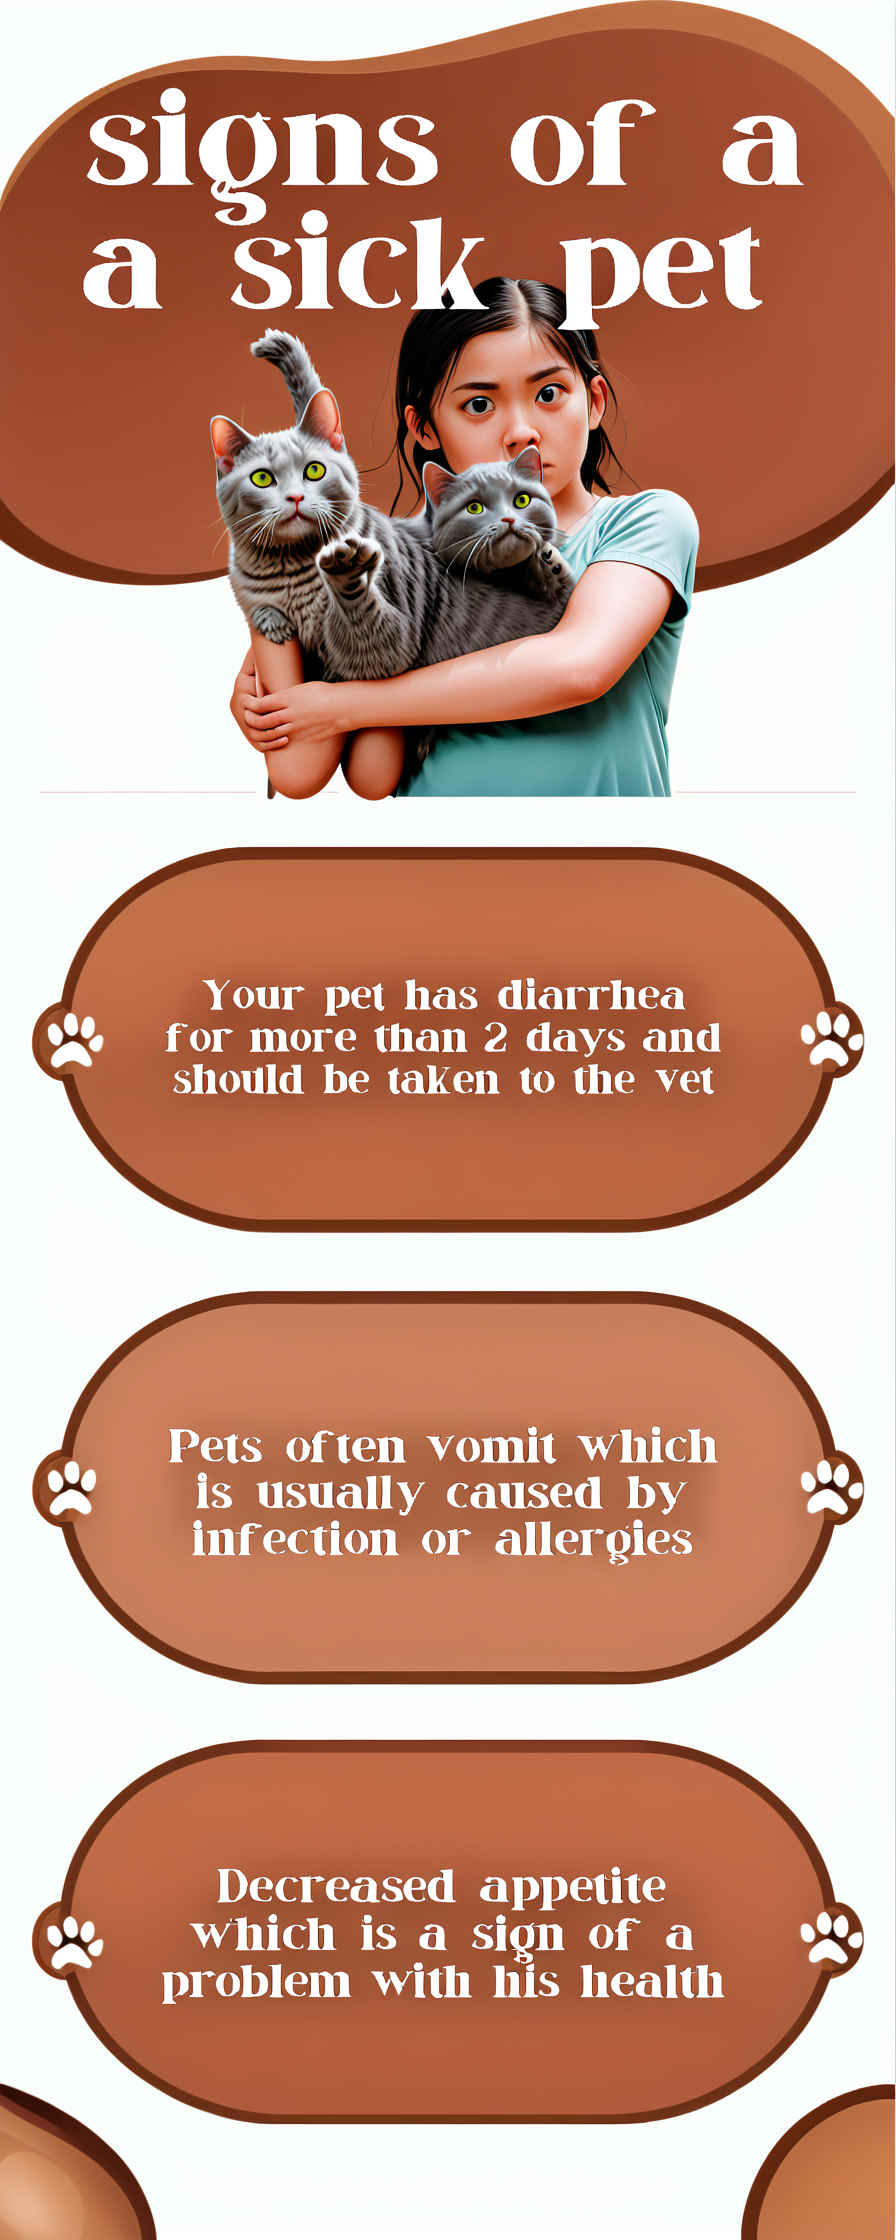 signs of a
a sick pet
Your pet has diarrhea
for more than 2 days and
should be taken to the vet
Pets often vomit which
is usually caused by
infection or allergies
Decreased appetite
which is a sign of a
problem with his health